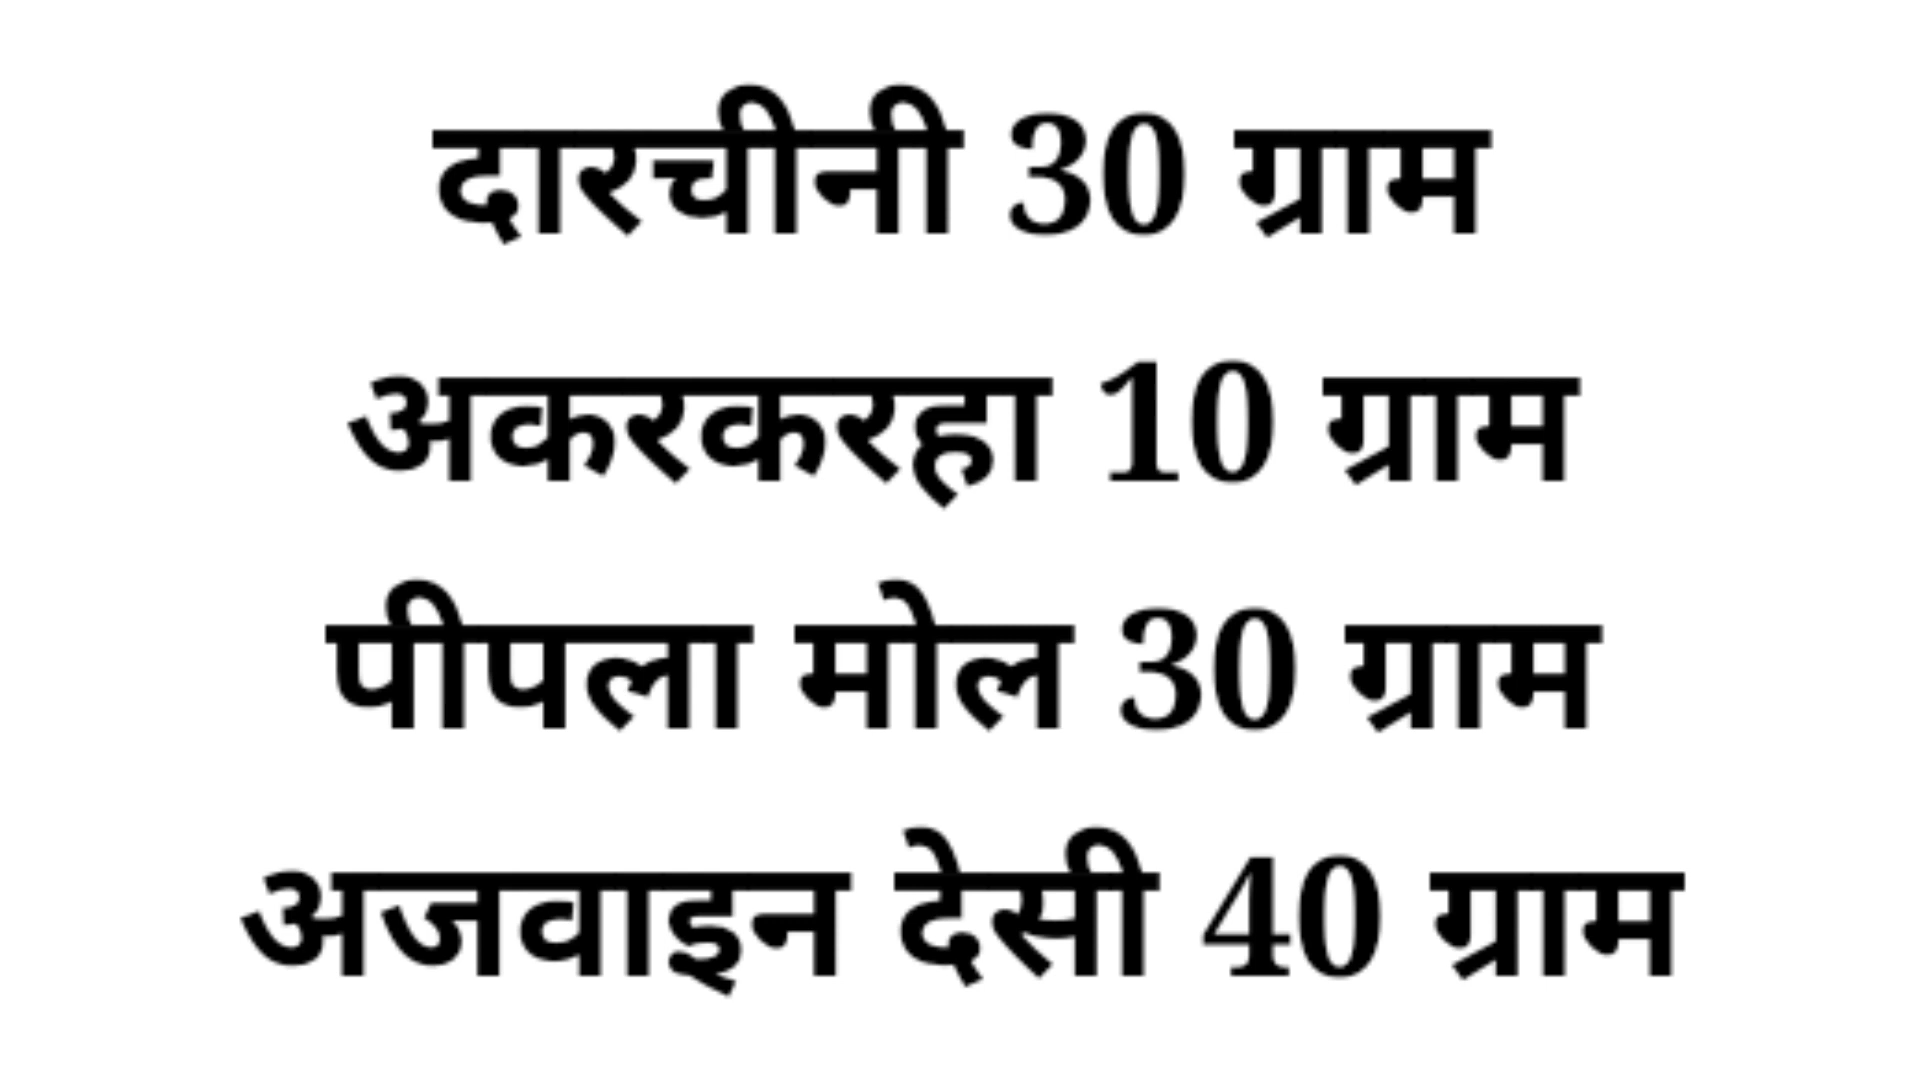 दारचीनी 30 ग्राम
अकरकरहा 10 ग्राम
पीपला मोल 30 ग्राम
अजवाइन देसी 40 ग्राम